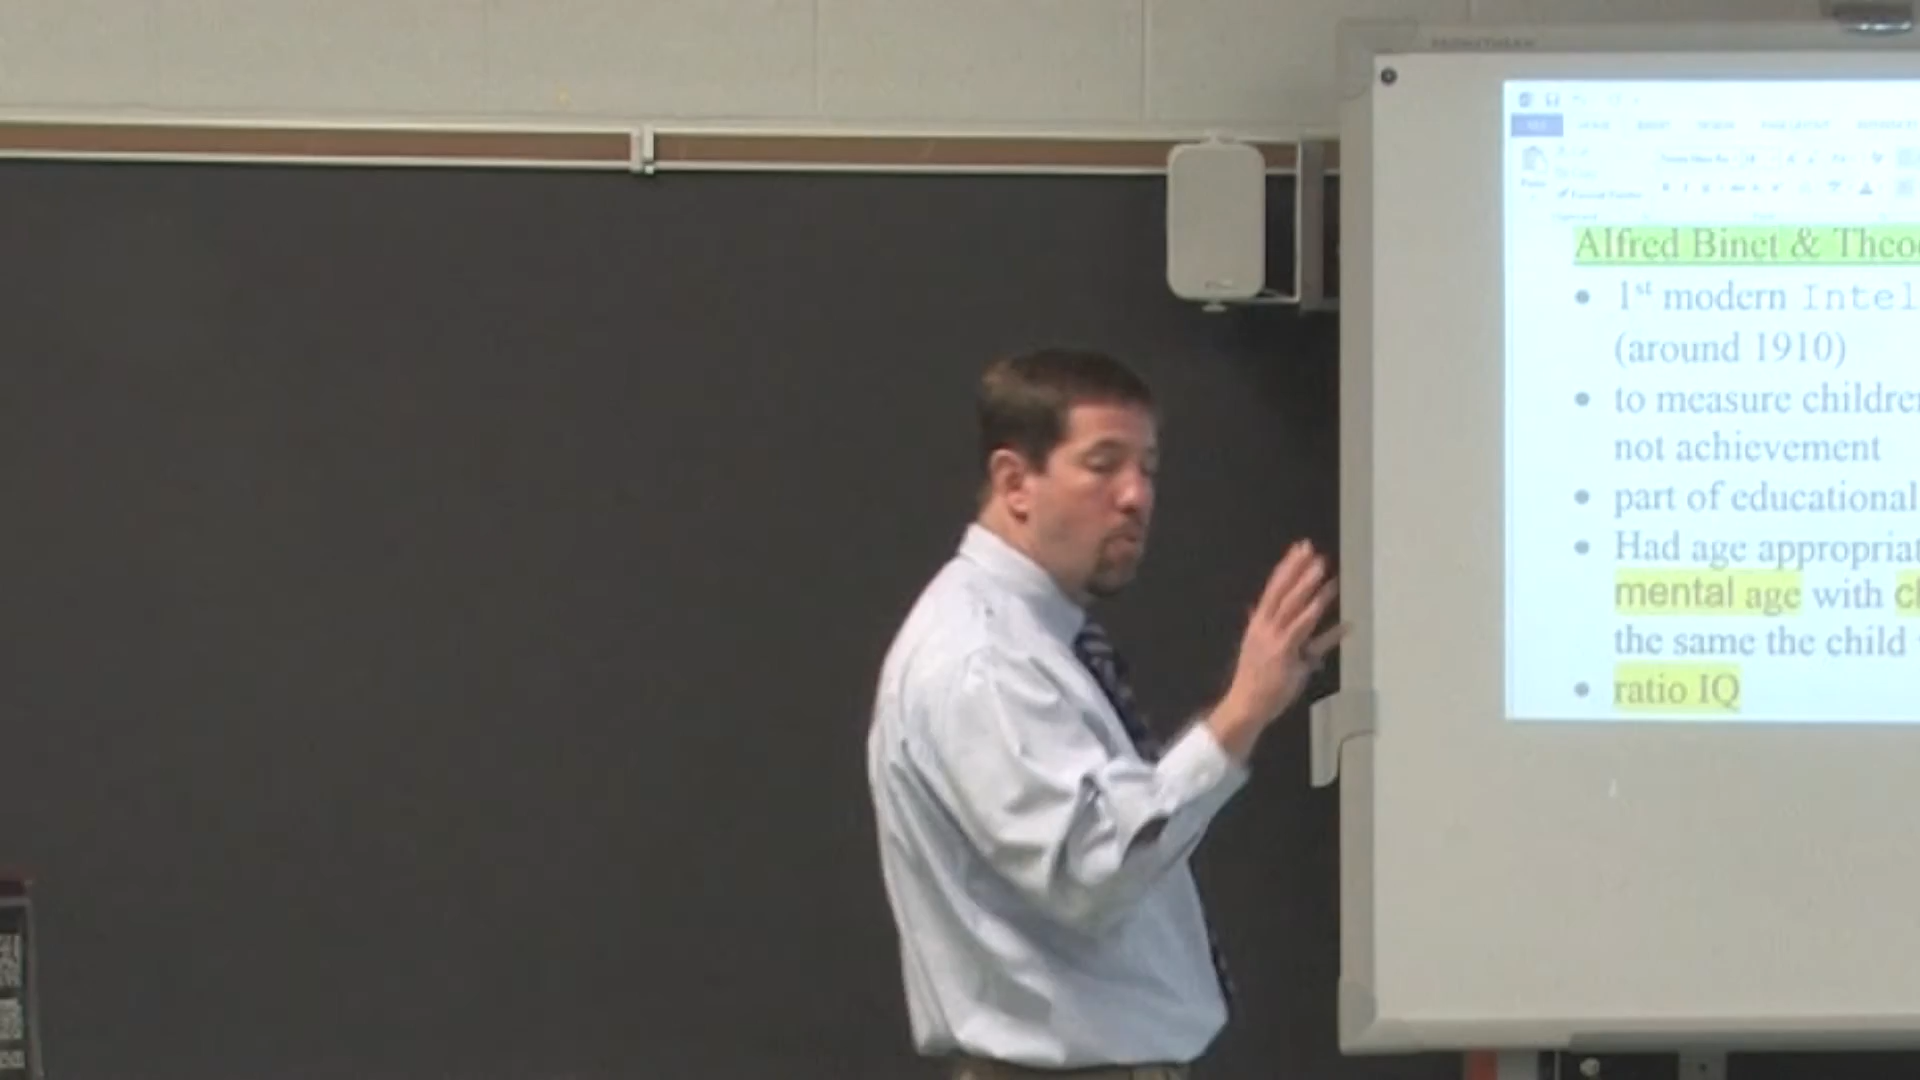 Alfred Binet & Theo
1st modern Intel
(around 1910)
to measure childre
not achievement
part of educational
Had age appropriat
mental age with c
the same the child
ratio IQ